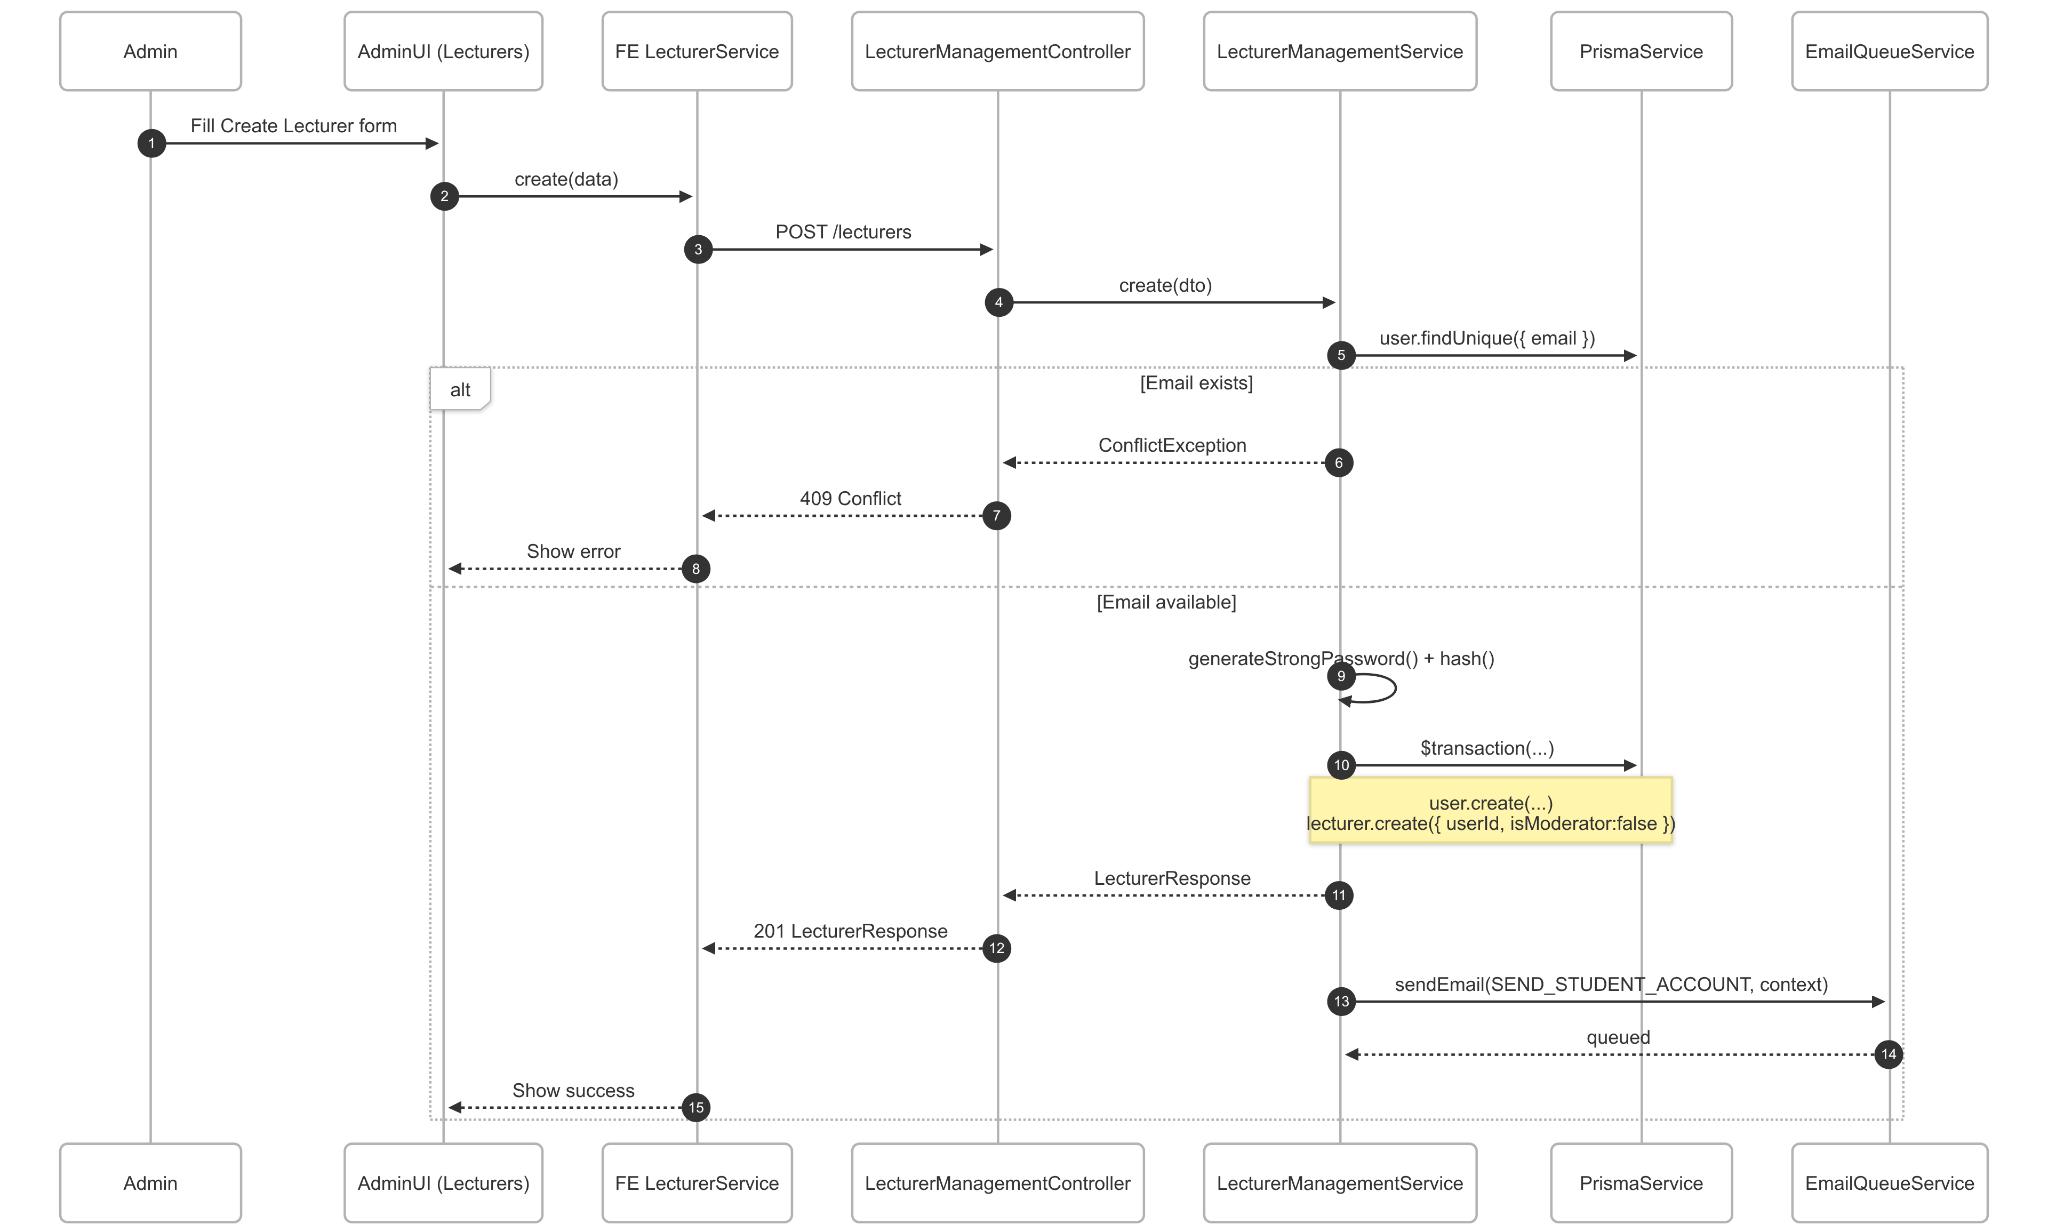 Admin
AdminUI (Lecturers)
FE LecturerService
LecturerManagementController
LecturerManagementService
PrismaService
EmailQueueService
Fill Create Lecturer form
1
create(data)
2
POST /lecturers
3
create(dto)
4
user.findUnique({ email })
5
alt
[Email exists]
ConflictException
6
409 Conflict
7
Show error
8
[Email available]
generateStrongPassword() + hash()
9
$transaction(...)
10
user.create(...)
lecturer.create({ userId, isModerator:false })
LecturerResponse
11
201 LecturerResponse
12
sendEmail(SEND_STUDENT_ACCOUNT, context)
13
queued
14
Show success
15
Admin
AdminUI (Lecturers)
FE LecturerService
LecturerManagementController
LecturerManagementService
PrismaService
EmailQueueService